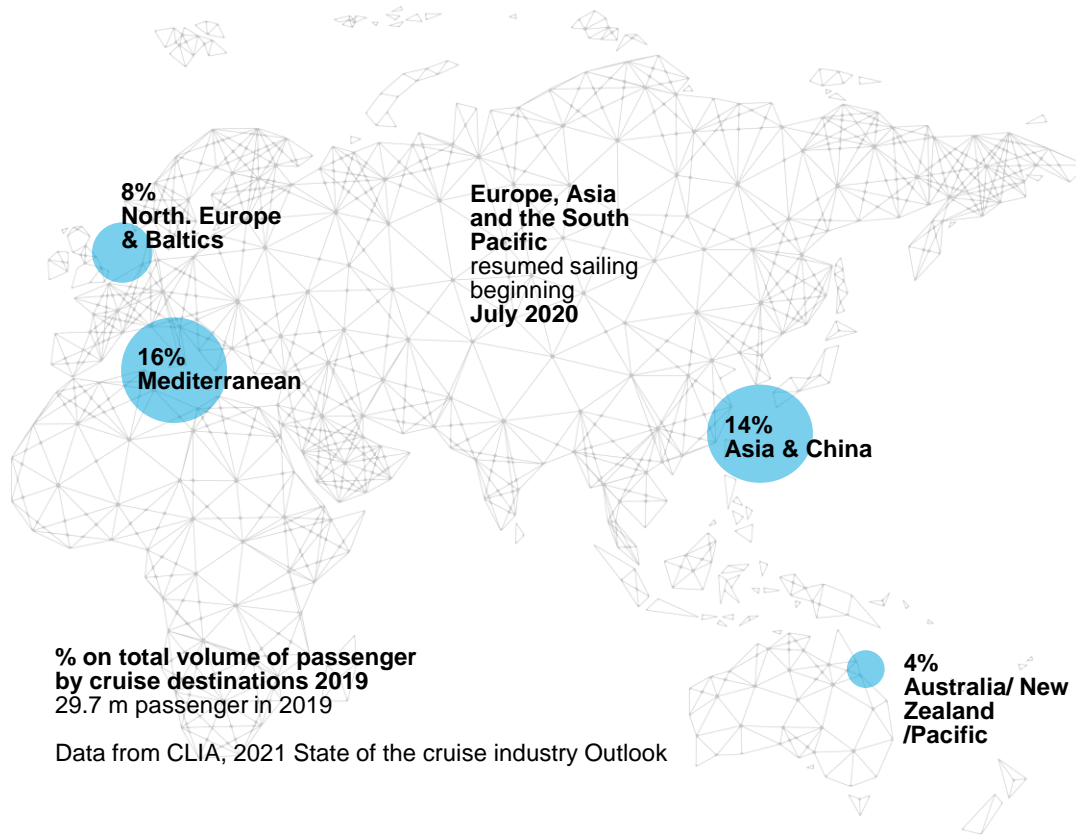 8%
North. Europe
& Baltics
Europe, Asia
and the South
Pacific
resumed sailing
beginning
July 2020
16%
Mediterranean
14%
Asia & China
% on total volume of passenger
by cruise destinations 2019
29.7 m passenger in 2019
Data from CLIA, 2021 State of the cruise industry Outlook
4%
Australia/ New
Zealand
/Pacific